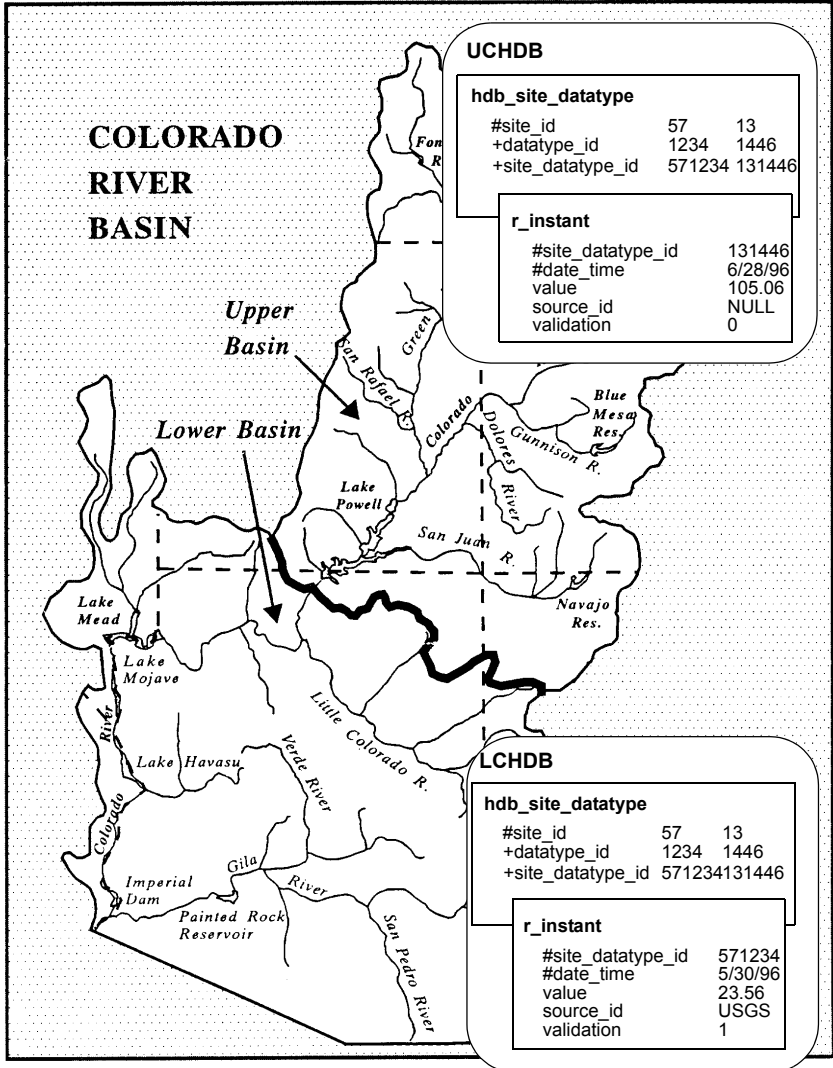 COLORADO
RIVER
BASIN
UCHDB
hdb_site_datatype
#site_id 57 13
+datatype_id 1234 1446
+site_datatype_id 571234 131446
r_instant
#site_datatype_id 131446
#date_time 6/28/96
value 105.06
source_id NULL
validation 0
Upper
Basin
Lower Basin
Green
San Rafael R.
Colorado
Dolores
River
Gunnison R.
Blue
Mesa
Res.
Lake
Powell
San Juan R.
Navajo
Res.
Lake
Mead
Lake
Mojave
River
Colorado
Lake Havasu
Verde River
Little Colorado R.
Gila
River
Imperial
Dam
Painted Rock
Reservoir
San Pedro River
LCHDB
hdb_site_datatype
#site_id 57 13
+datatype_id 1234 1446
+site_datatype_id 571234131446
r_instant
#site_datatype_id 571234
#date_time 5/30/96
value 23.56
source_id USGS
validation 1